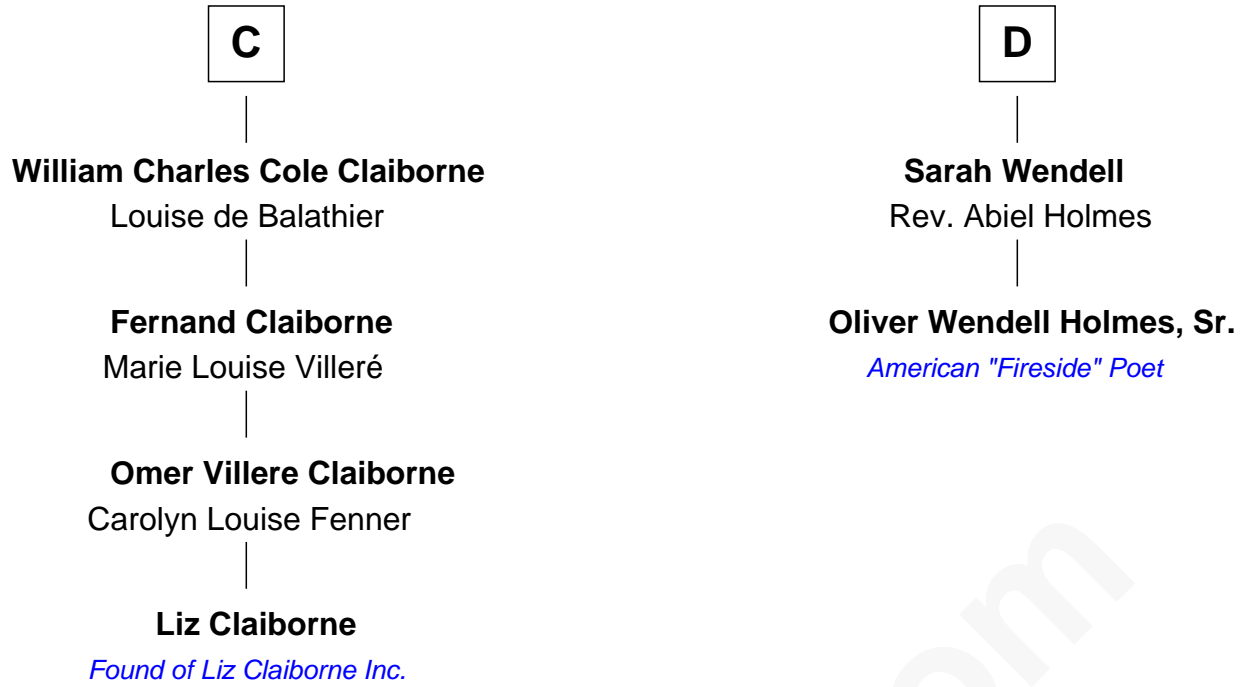 C
William Charles Cole Claiborne
Louise de Balathier
Fernand Claiborne
Marie Louise Villeré
Omer Villere Claiborne
Carolyn Louise Fenner
Liz Claiborne
Found of Liz Claiborne Inc.
D
Sarah Wendell
Rev. Abiel Holmes
Oliver Wendell Holmes, Sr.
American "Fireside" Poet
om